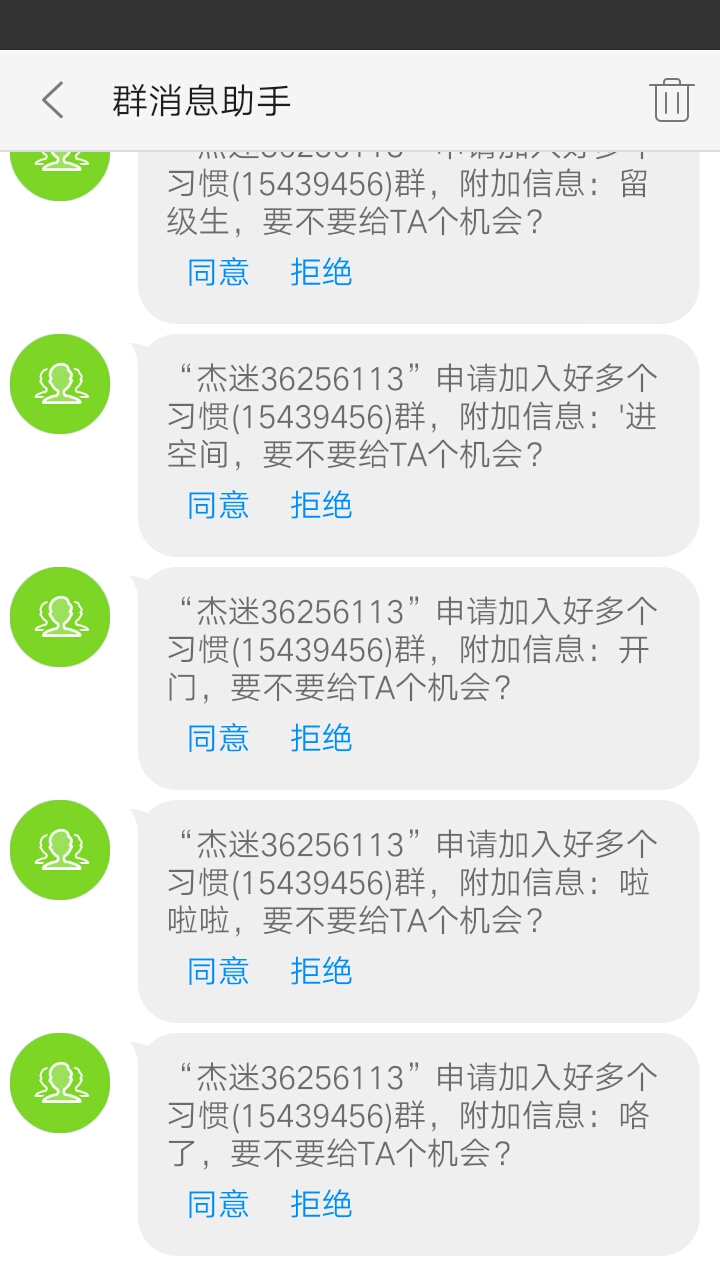 群消息助手
习惯(15439456)群，附加信息：留
级生，要不要给TA个机会？
同意 拒绝
“杰迷36256113”申请加入好多个
习惯(15439456)群，附加信息：'进
空间，要不要给TA个机会？
同意 拒绝
“杰迷36256113”申请加入好多个
习惯(15439456)群，附加信息：开
门，要不要给TA个机会？
同意 拒绝
“杰迷36256113”申请加入好多个
习惯(15439456)群，附加信息：啦
啦啦，要不要给TA个机会？
同意 拒绝
“杰迷36256113”申请加入好多个
习惯(15439456)群，附加信息：咯
了，要不要给TA个机会？
同意 拒绝